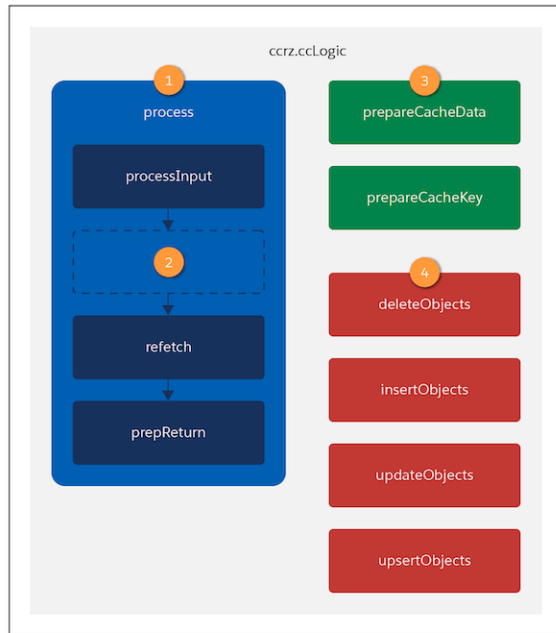 ccrz.ccLogic
1
process
processInput
2
refetch
prepReturn
3
prepareCacheData
prepareCacheKey
4
deleteObjects
insertObjects
updateObjects
upsertObjects